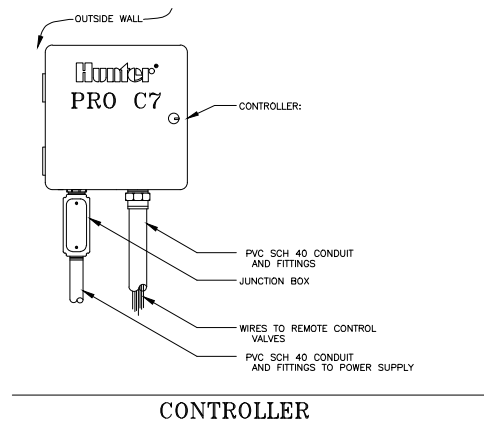 OUTSIDE WALL
Hunter®
PRO C7
CONTROLLER:
PVC SCH 40 CONDUIT
AND FITTINGS
JUNCTION BOX
WIRES TO REMOTE CONTROL
VALVES
PVC SCH 40 CONDUIT
AND FITTINGS TO POWER SUPPLY
CONTROLLER